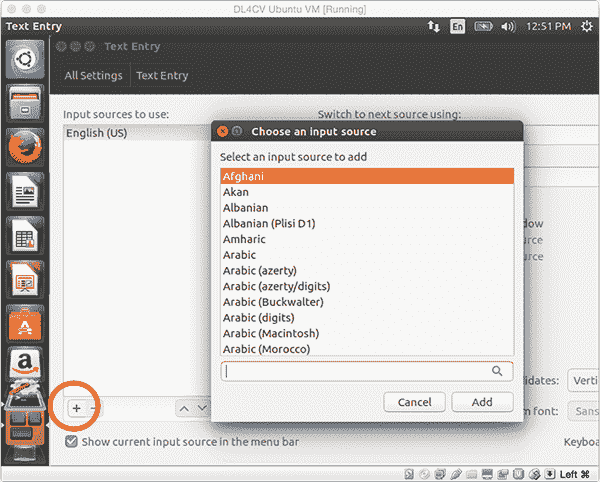 DL4CV Ubuntu VM [Running]
Text Entry
En
12:51 PM
Text Entry
All Settings
Text Entry
Input sources to use:
Switch to next source using:
English (US)
Choose an input source
Select an input source to add
Afghani
Akan
Albanian
Albanian (Plisi D1)
Amharic
Arabic
Arabic (azerty)
Arabic (azerty/digits)
Arabic (Buckwalter)
Arabic (digits)
Arabic (Macintosh)
Arabic (Morocco)
dow
urce
urce
Cancel
Add
didates:
Verti
m font:
Sans
Show current input source in the menu bar
Keyboa
Left ⌘